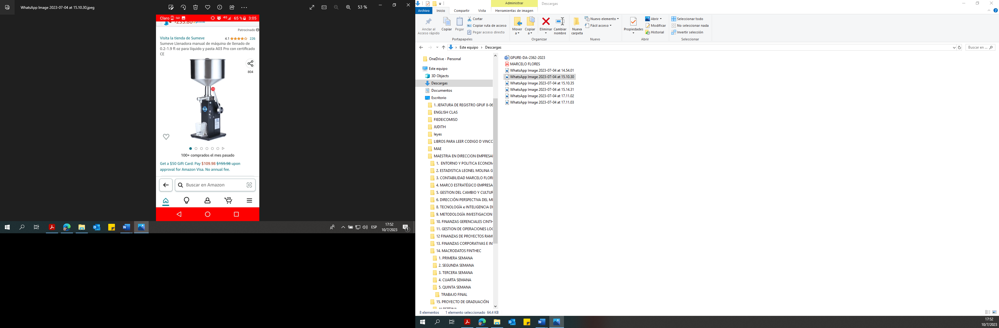 WhatsApp Image 2023-07-04 at 15.10.30.jpeg
53 %
Claro
4G
65 %
3:05
$235.80 prime
Patrocinado
Visita la tienda de Sumeve
4.1
226
Sumeve Llenadora manual de máquina de llenado de
0.2-1.9 fl oz para líquido y pasta A03 Pro con certificado
CE
804
100+ comprados el mes pasado
Get a $50 Gift Card: Pay $109.98 $159.98 upon
approval for Amazon Visa. No annual fee.
Buscar en Amazon
23
ESP
17:52
10/7/2023
1
Administrar
Descargas
Archivo
Inicio
Compartir
Vista
Herramientas de imagen
Anclar al
Acceso rápido
Copiar
Pegar
Cortar
Copiar ruta de acceso
Pegar acceso directo
Portapapeles
Mover
a
Copiar
a
Eliminar
Cambiar
nombre
Organizar
Nueva
carpeta
Nuevo elemento
Fácil acceso
Nuevo
Propiedades
Abrir
Modificar
Historial
Abrir
Seleccionar todo
No seleccionar nada
Invertir selección
Seleccionar
Este equipo
Descargas
Buscar en ...
OneDrive - Personal
Este equipo
3D Objects
Descargas
Documentos
Escritorio
1. JEFATURA DE REGISTRO GPUF 8-06
ENGLISH CLAS
FIEDEICOMISO
JUDITH
leyes
LIBROS PARA LEER CODIGO D VINCC
MAE
MAESTRIA EN DIRECCION EMPRESAI
1. ENTORNO Y POLITICA ECONOM
2. ESTADISTICA LEONEL MOLINA G
3. CONTABILIDAD MARCELO FLORI
4. MARCO ESTRATÉGICO EMPRESA
5. GESTION DEL CAMBIO Y CULTUR
6. DIRECCIÓN PERSPECTIVA DEL MI
8. TECNOLOGÍA e INTELIGENCIA DI
9. METODOLOGÍA INVESTIGACION
10. FINANZAS GERENCIALES CINTH
11. GESTION DE OPERACIONES LOG
12 FINANZAS DE PROYECTOS RAM
13. FINANZAS CORPORATIVAS E IN
14. MACRODATOS FINTHEC
1. PRIMERA SEMANA
2. SEGUNDA SEMANA
3. TERCERA SEMANA
4. CUARTA SEMANA
5. QUINTA SEMANA
TRABAJO FINAL
15. PROYECTO DE GRADUACIÓN
ALBERTINA
GPURE-DA-2362-2023
MARCELO FLORES
WhatsApp Image 2023-07-04 at 14.54.01
WhatsApp Image 2023-07-04 at 15.10.30
WhatsApp Image 2023-07-04 at 15.10.35
WhatsApp Image 2023-07-04 at 15.14.31
WhatsApp Image 2023-07-04 at 17.11.02
WhatsApp Image 2023-07-04 at 17.11.03
8 elementos
1 elemento seleccionado 64.4 KB
17:52
10/7/2023